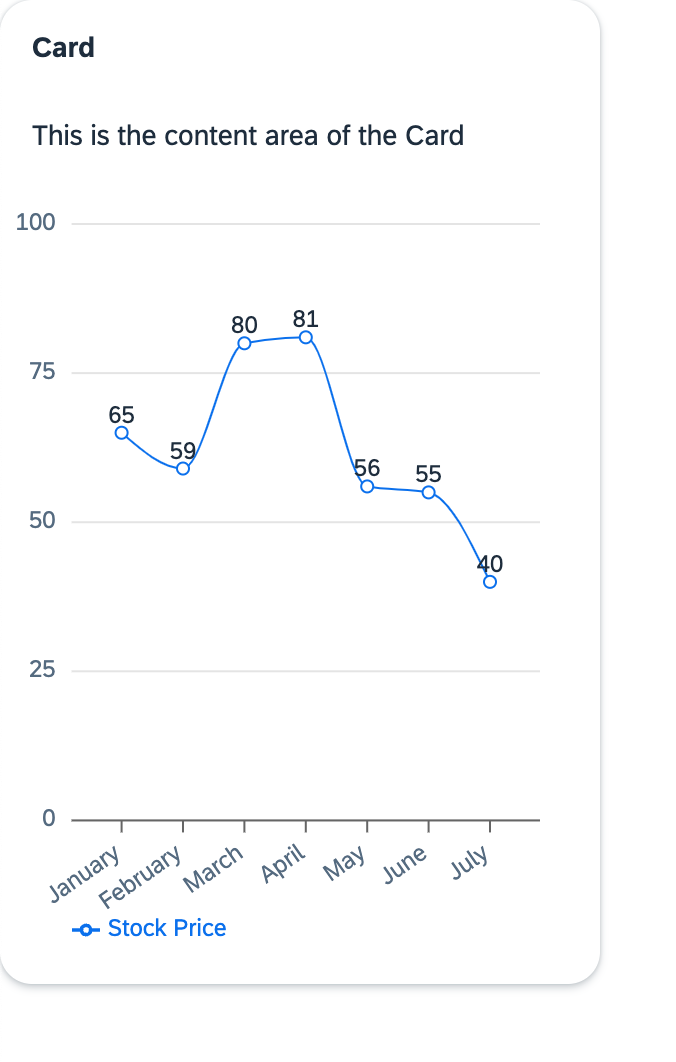 Card
This is the content area of the Card
100
75
50
25
0
65
59
80
81
56
55
40
January
February
March
April
May
June
July
Stock Price